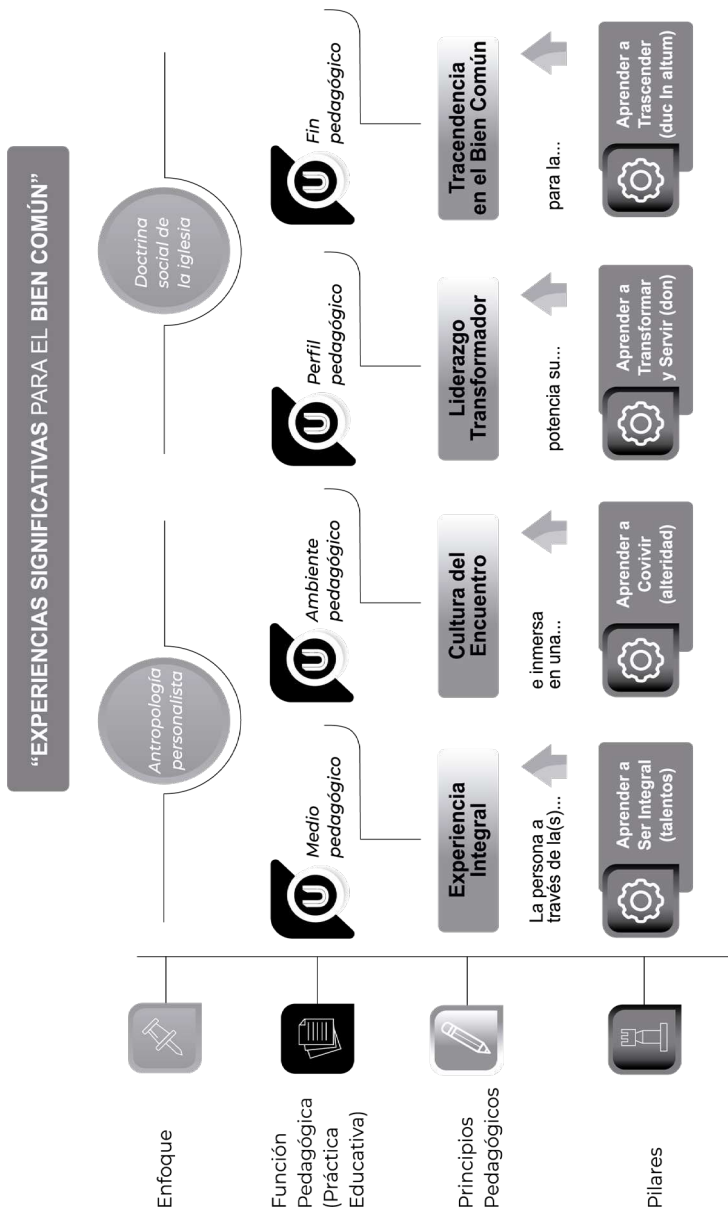 “EXPERIENCIAS SIGNIFICATIVAS PARA EL BIEN COMÚN”
Enfoque
Antropología
personalista
Doctrina
social de
la iglesia
Función
Pedagógica
(Práctica
Educativa)
Medio
pedagógico
Ambiente
pedagógico
Perfil
pedagógico
Fin
pedagógico
Principios
Pedagógicos
Experiencia
Integral
Cultura del
Encuentro
Liderazgo
Transformador
Tracendencia
en el Bien Común
La persona a
través de la(s)...
e inmersa
en una...
potencia su...
para la...
Pilares
Aprender a
Ser Integral
(talentos)
Aprender a
Covivir
(alteridad)
Aprender a
Transformar
y Servir (don)
Aprender a
Trascender
(duc In altum)